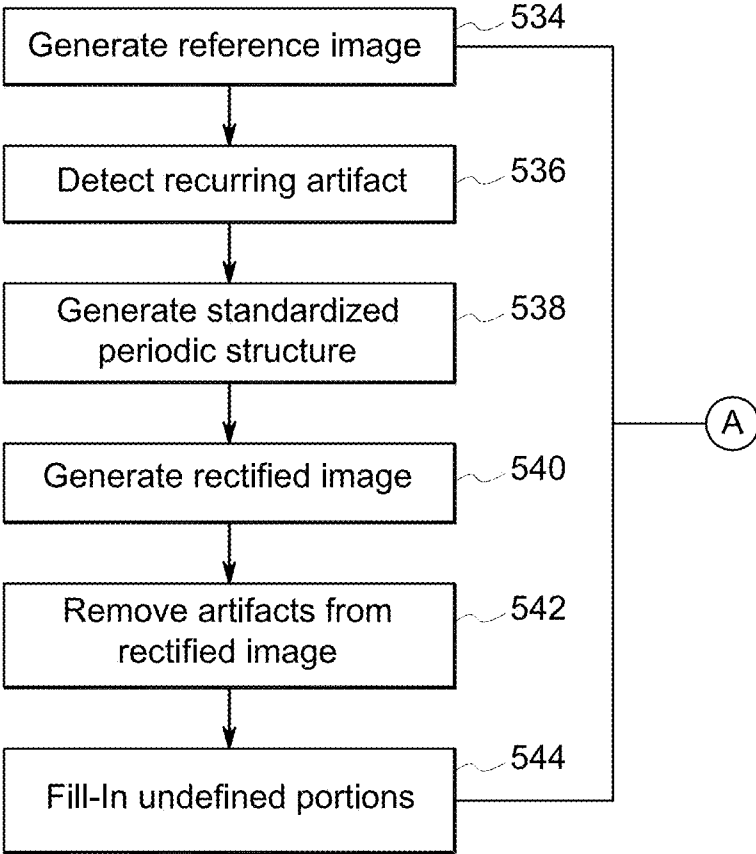 Generate reference image
534
Detect recurring artifact
536
Generate standardized
periodic structure
538
A
Generate rectified image
540
Remove artifacts from
rectified image
542
Fill-In undefined portions
544